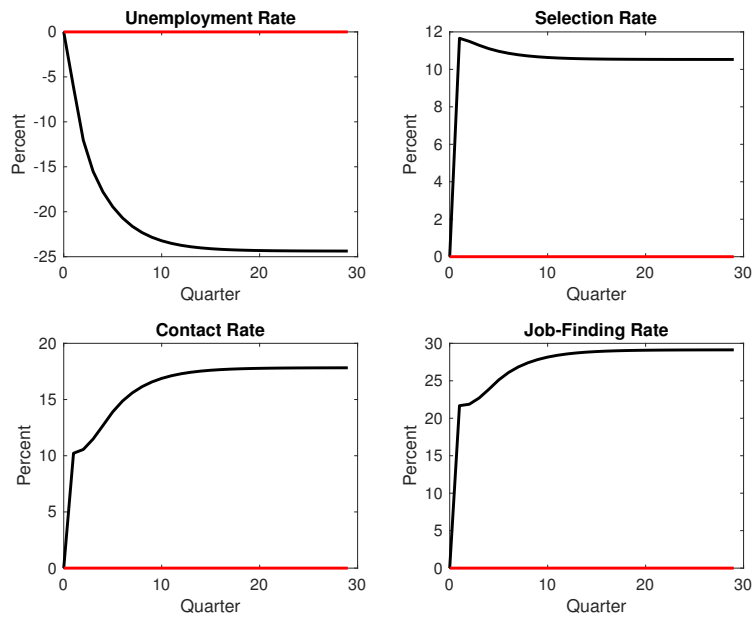 Unemployment Rate
0
-5
-10
-15
-20
-25
Percent
0 10 20 30
Quarter
Selection Rate
12
10
8
6
4
2
0
Percent
0 10 20 30
Quarter
Contact Rate
20
15
10
5
0
Percent
0 10 20 30
Quarter
Job-Finding Rate
30
25
20
15
10
5
0
Percent
0 10 20 30
Quarter